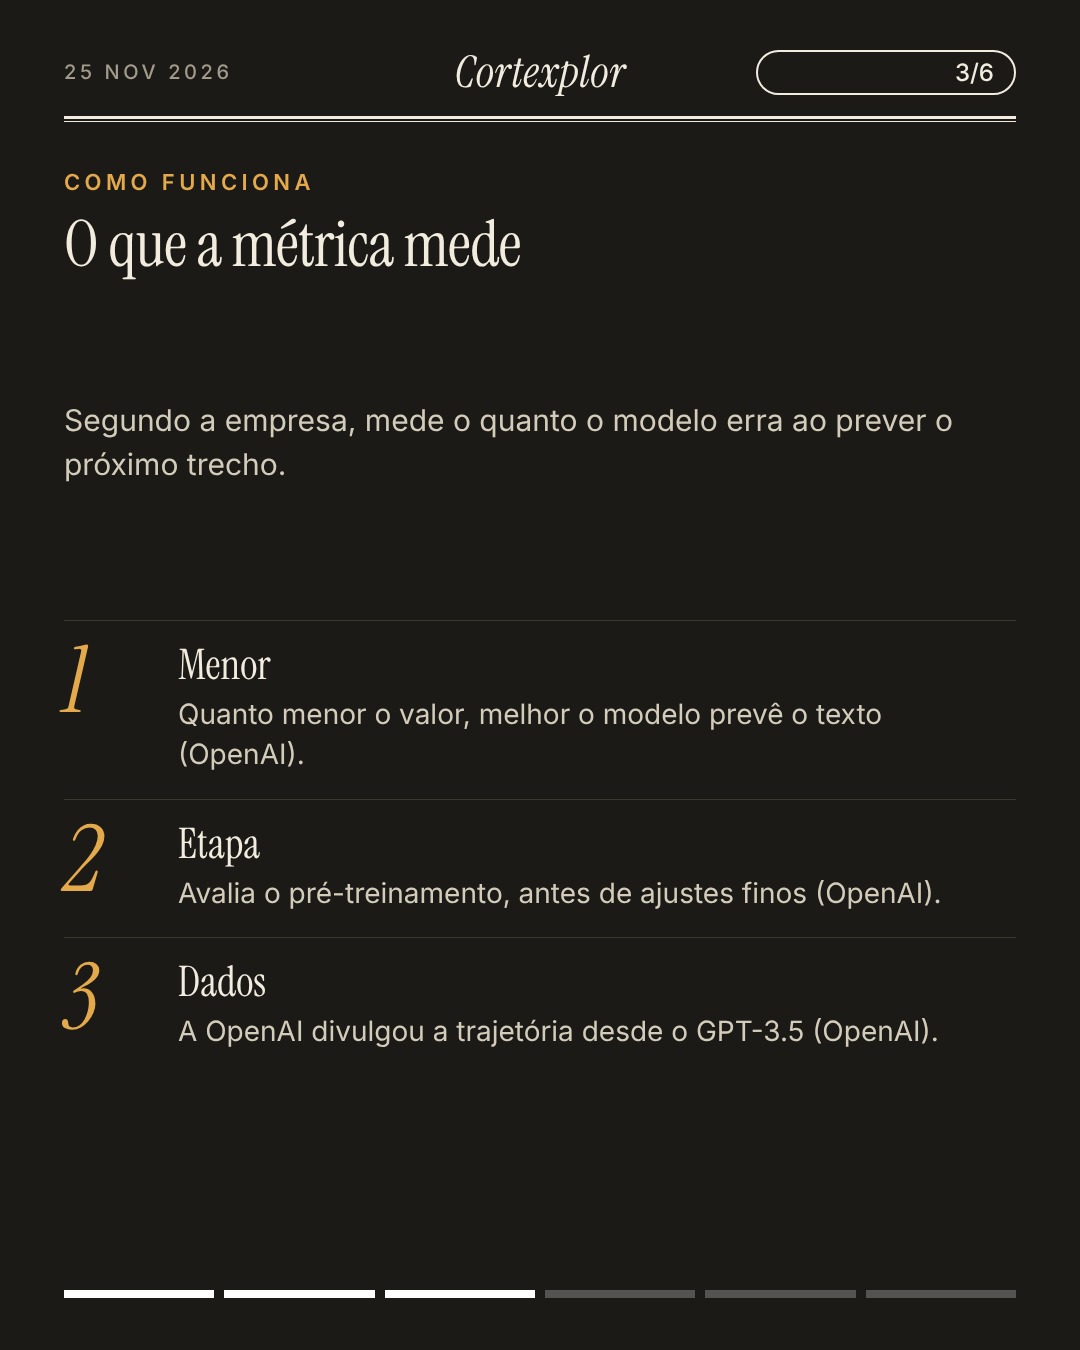 25 NOV 2026
Cortexplor
3/6
COMO FUNCIONA
O que a métrica mede
Segundo a empresa, mede o quanto o modelo erra ao prever o
próximo trecho.
1
Menor
Quanto menor o valor, melhor o modelo prevê o texto
(OpenAI).
2
Etapa
Avalia o pré-treinamento, antes de ajustes finos (OpenAI).
3
Dados
A OpenAI divulgou a trajetória desde o GPT-3.5 (OpenAI).